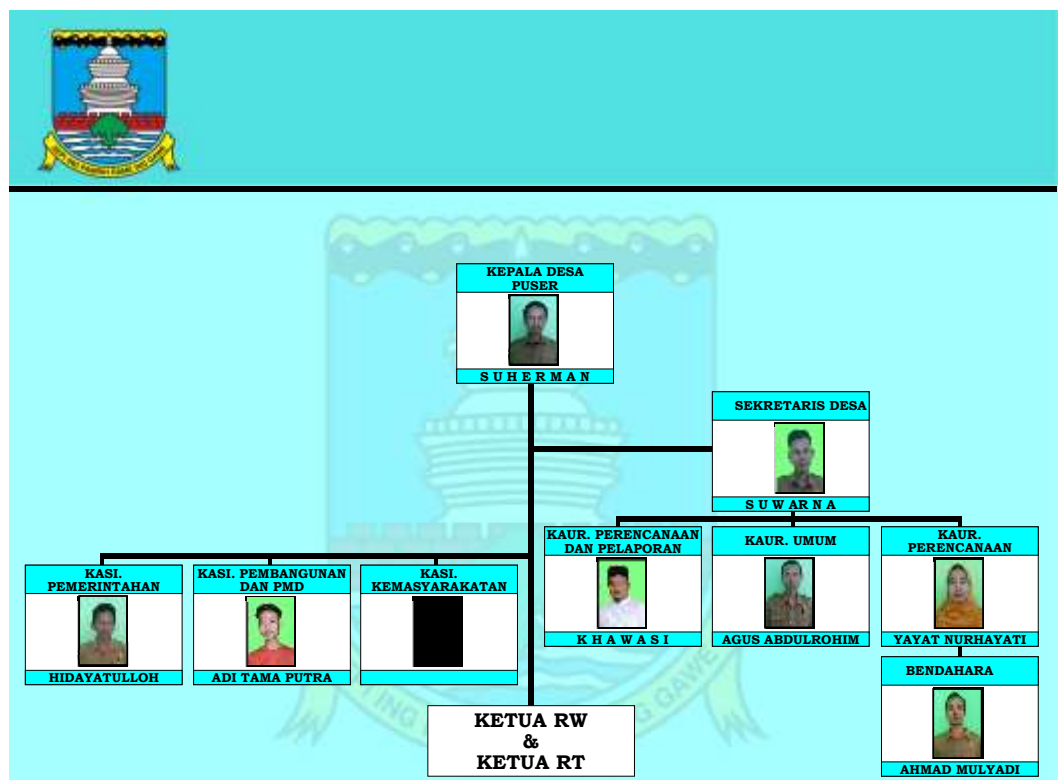 KEPALA DESA
PUSER
S U H E R M A N
SEKRETARIS DESA
S U W A R N A
KAUR. PERENCANAAN
DAN PELAPORAN
K H A W A S I
KAUR. UMUM
AGUS ABDULROHIM
KAUR.
PERENCANAAN
YAYAT NURHAYATI
KASI.
PEMERINTAHAN
HIDAYATULLOH
KASI. PEMBANGUNAN
DAN PMD
ADI TAMA PUTRA
KASI.
KEMASYARAKATAN
BENDAHARA
AHMAD MULYADI
KETUA RW
&
KETUA RT